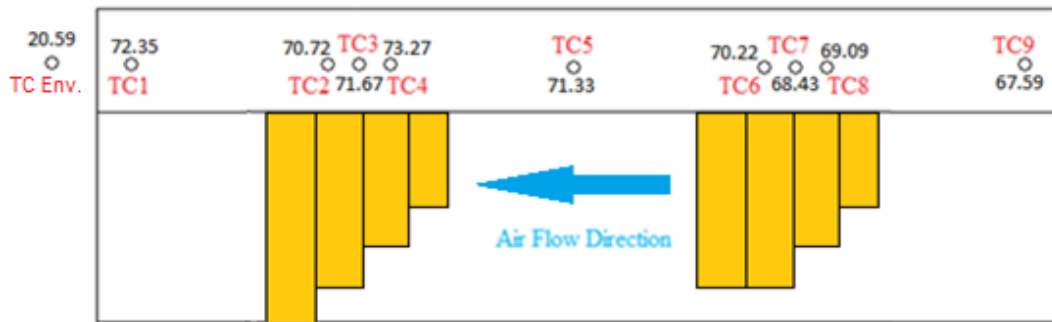 20.59
TC Env.
72.35
TC1
70.72 TC3 73.27
TC2 71.67 TC4
TC5
71.33
70.22 TC7 69.09
TC6 68.43 TC8
TC9
67.59
Air Flow Direction